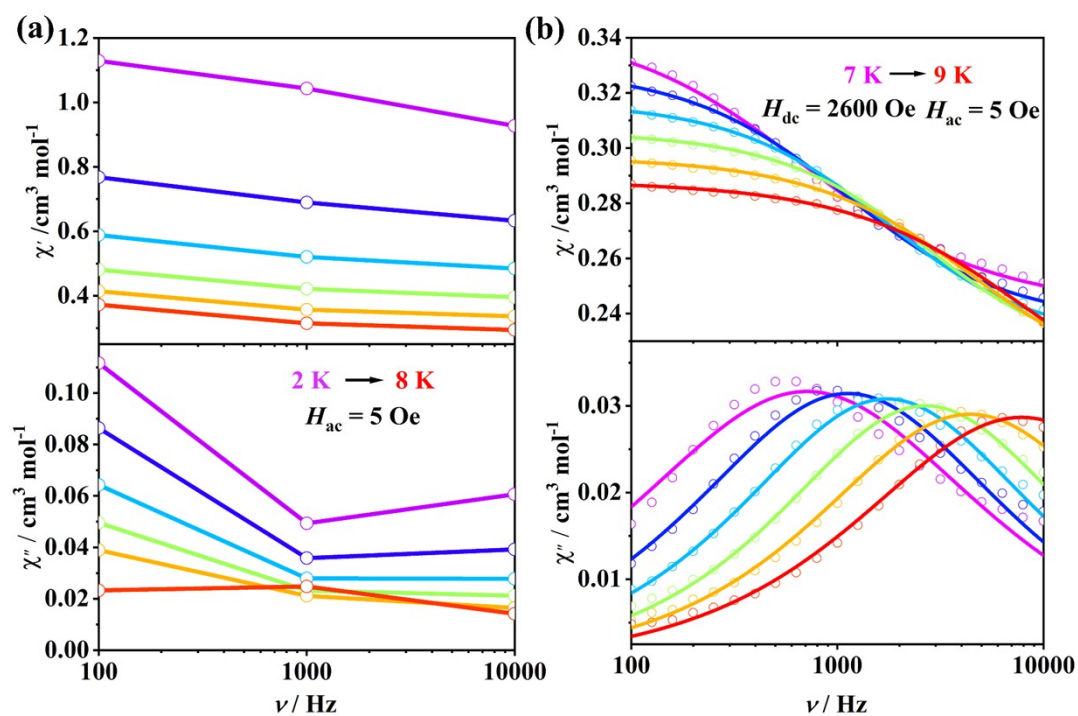 (a)
1.2
1.0
0.8
0.6
0.4
χ′ /cm³ mol⁻¹
0.10
0.08
0.06
0.04
0.02
0.00
χ″ / cm³ mol⁻¹
2 K → 8 K
H_ac = 5 Oe
100 1000 10000
ν / Hz
(b)
0.34
0.32
0.30
0.28
0.26
0.24
χ′ /cm³ mol⁻¹
7 K → 9 K
H_dc = 2600 Oe H_ac = 5 Oe
0.03
0.02
0.01
χ″ / cm³ mol⁻¹
100 1000 10000
ν / Hz